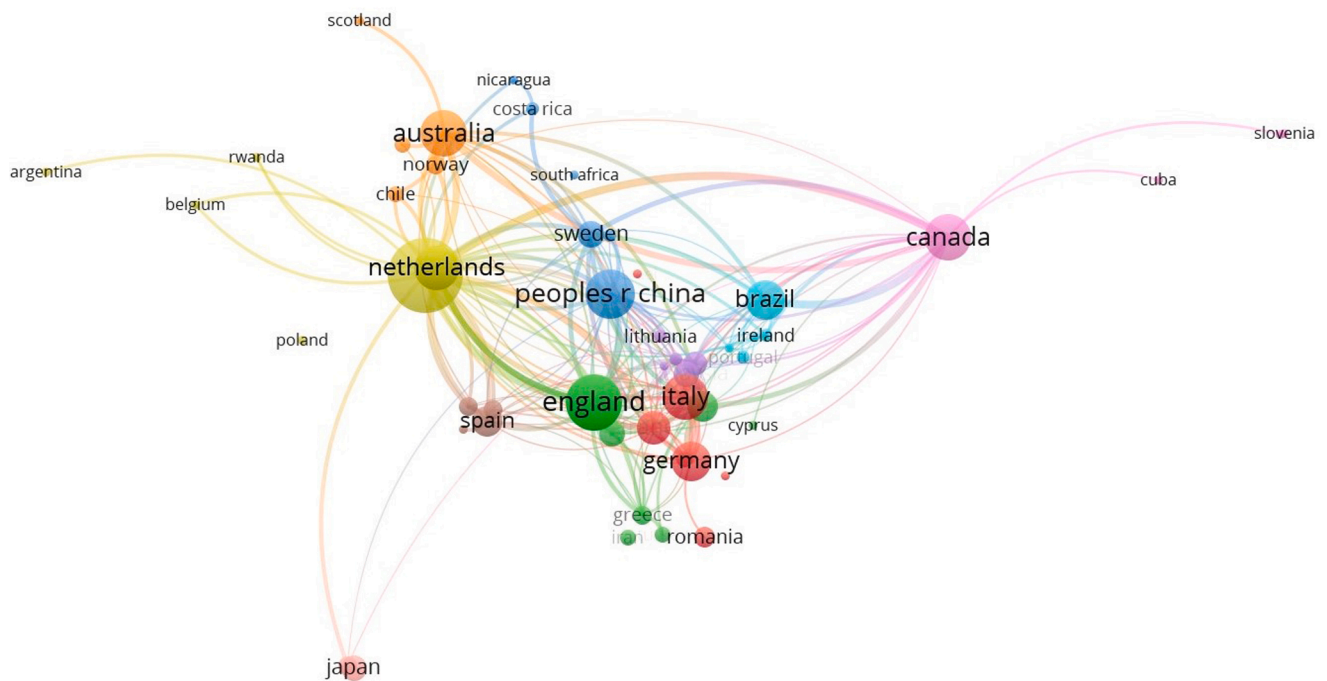 scotland
nicaragua
costa rica
australia
slovenia
rwanda
norway
argentina
south africa
cuba
chile
belgium
sweden
canada
netherlands
peoples r china
brazil
lithuania
ireland
poland
portugal
italy
england
spain
cyprus
germany
greece
iran
romania
japan